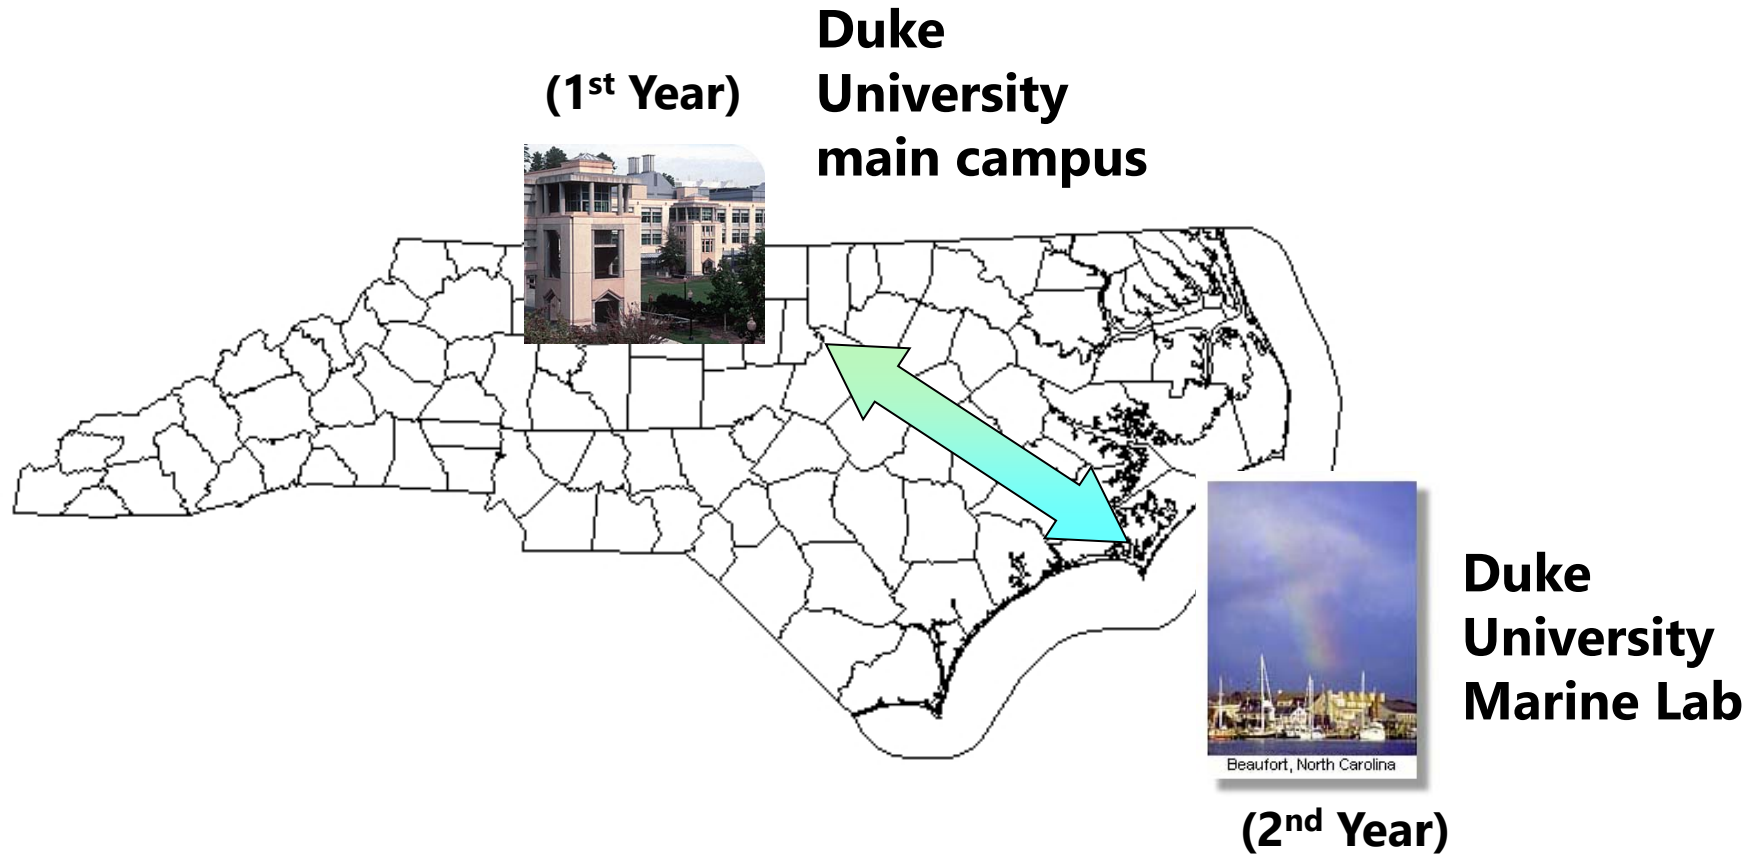 Duke
University
main campus
(1st Year)
Duke
University
Marine Lab
Beaufort, North Carolina
(2nd Year)